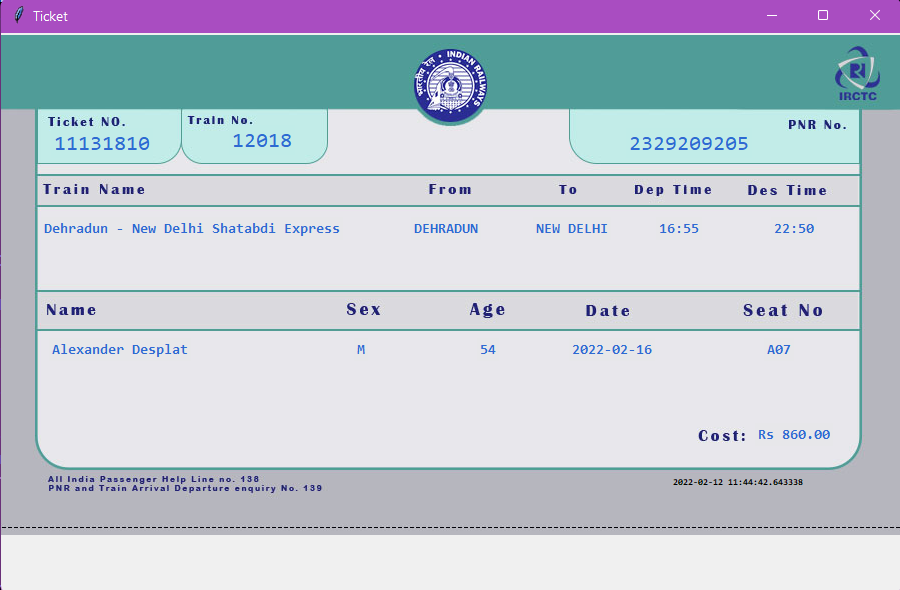 Ticket
भारतीय रेल • INDIAN RAILWAYS
IRCTC
Ticket NO. Train No. PNR No.
11131810 12018 2329209205
Train Name From To Dep Time Des Time
Dehradun - New Delhi Shatabdi Express DEHRADUN NEW DELHI 16:55 22:50
Name Sex Age Date Seat No
Alexander Desplat M 54 2022-02-16 A07
Cost: Rs 860.00
All India Passenger Help Line no. 138
PNR and Train Arrival Departure enquiry No. 139
2022-02-12 11:44:42.643338